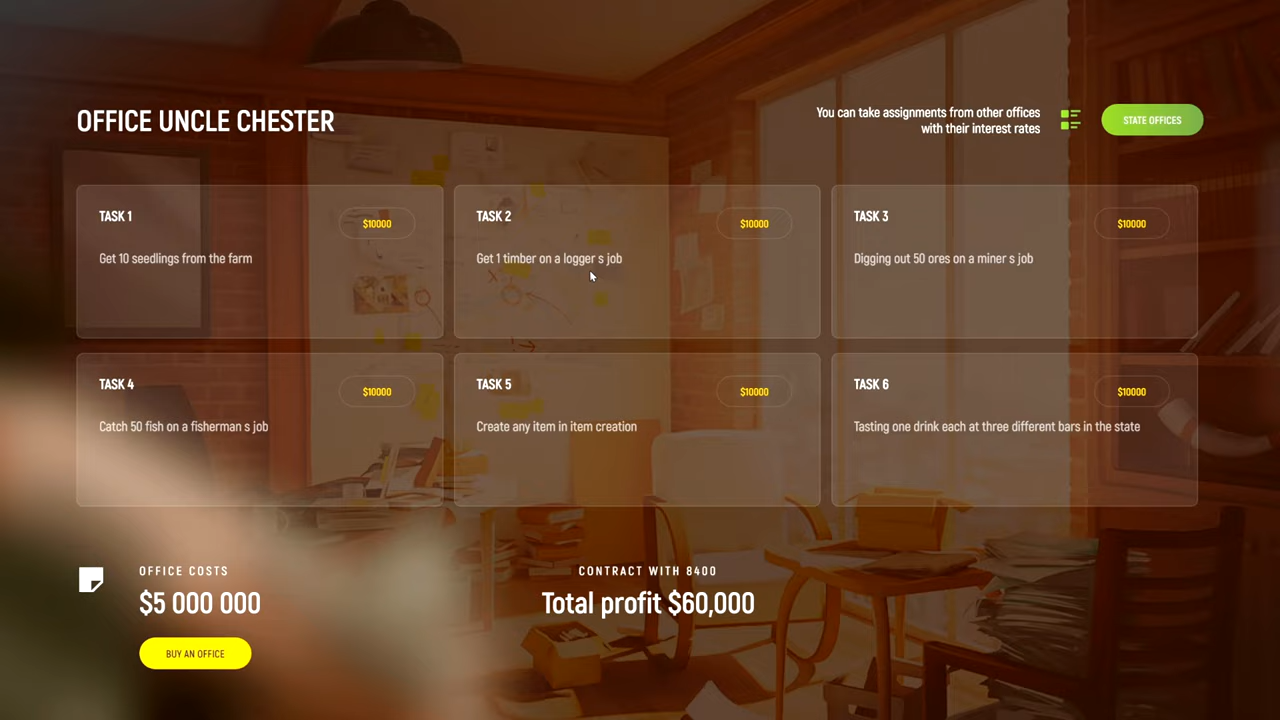 OFFICE UNCLE CHESTER
You can take assignments from other offices
with their interest rates
STATE OFFICES
TASK 1
$10000
Get 10 seedlings from the farm
TASK 2
$10000
Get 1 timber on a logger s job
TASK 3
$10000
Digging out 50 ores on a miner s job
TASK 4
$10000
Catch 50 fish on a fisherman s job
TASK 5
$10000
Create any item in item creation
TASK 6
$10000
Tasting one drink each at three different bars in the state
OFFICE COSTS
$5 000 000
BUY AN OFFICE
CONTRACT WITH 8400
Total profit $60,000